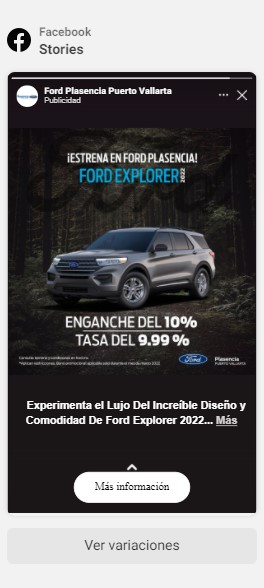 Facebook
Stories
Ford Plasencia Puerto Vallarta
Publicidad
¡ESTRENA EN FORD PLASENCIA!
FORD EXPLORER 2022
ENGANCHE DEL 10%
TASA DEL 9.99 %
Ford
Plasencia
PUERTO VALLARTA
Experimenta el Lujo Del Increíble Diseño y
Comodidad De Ford Explorer 2022... Más
Más información
Ver variaciones